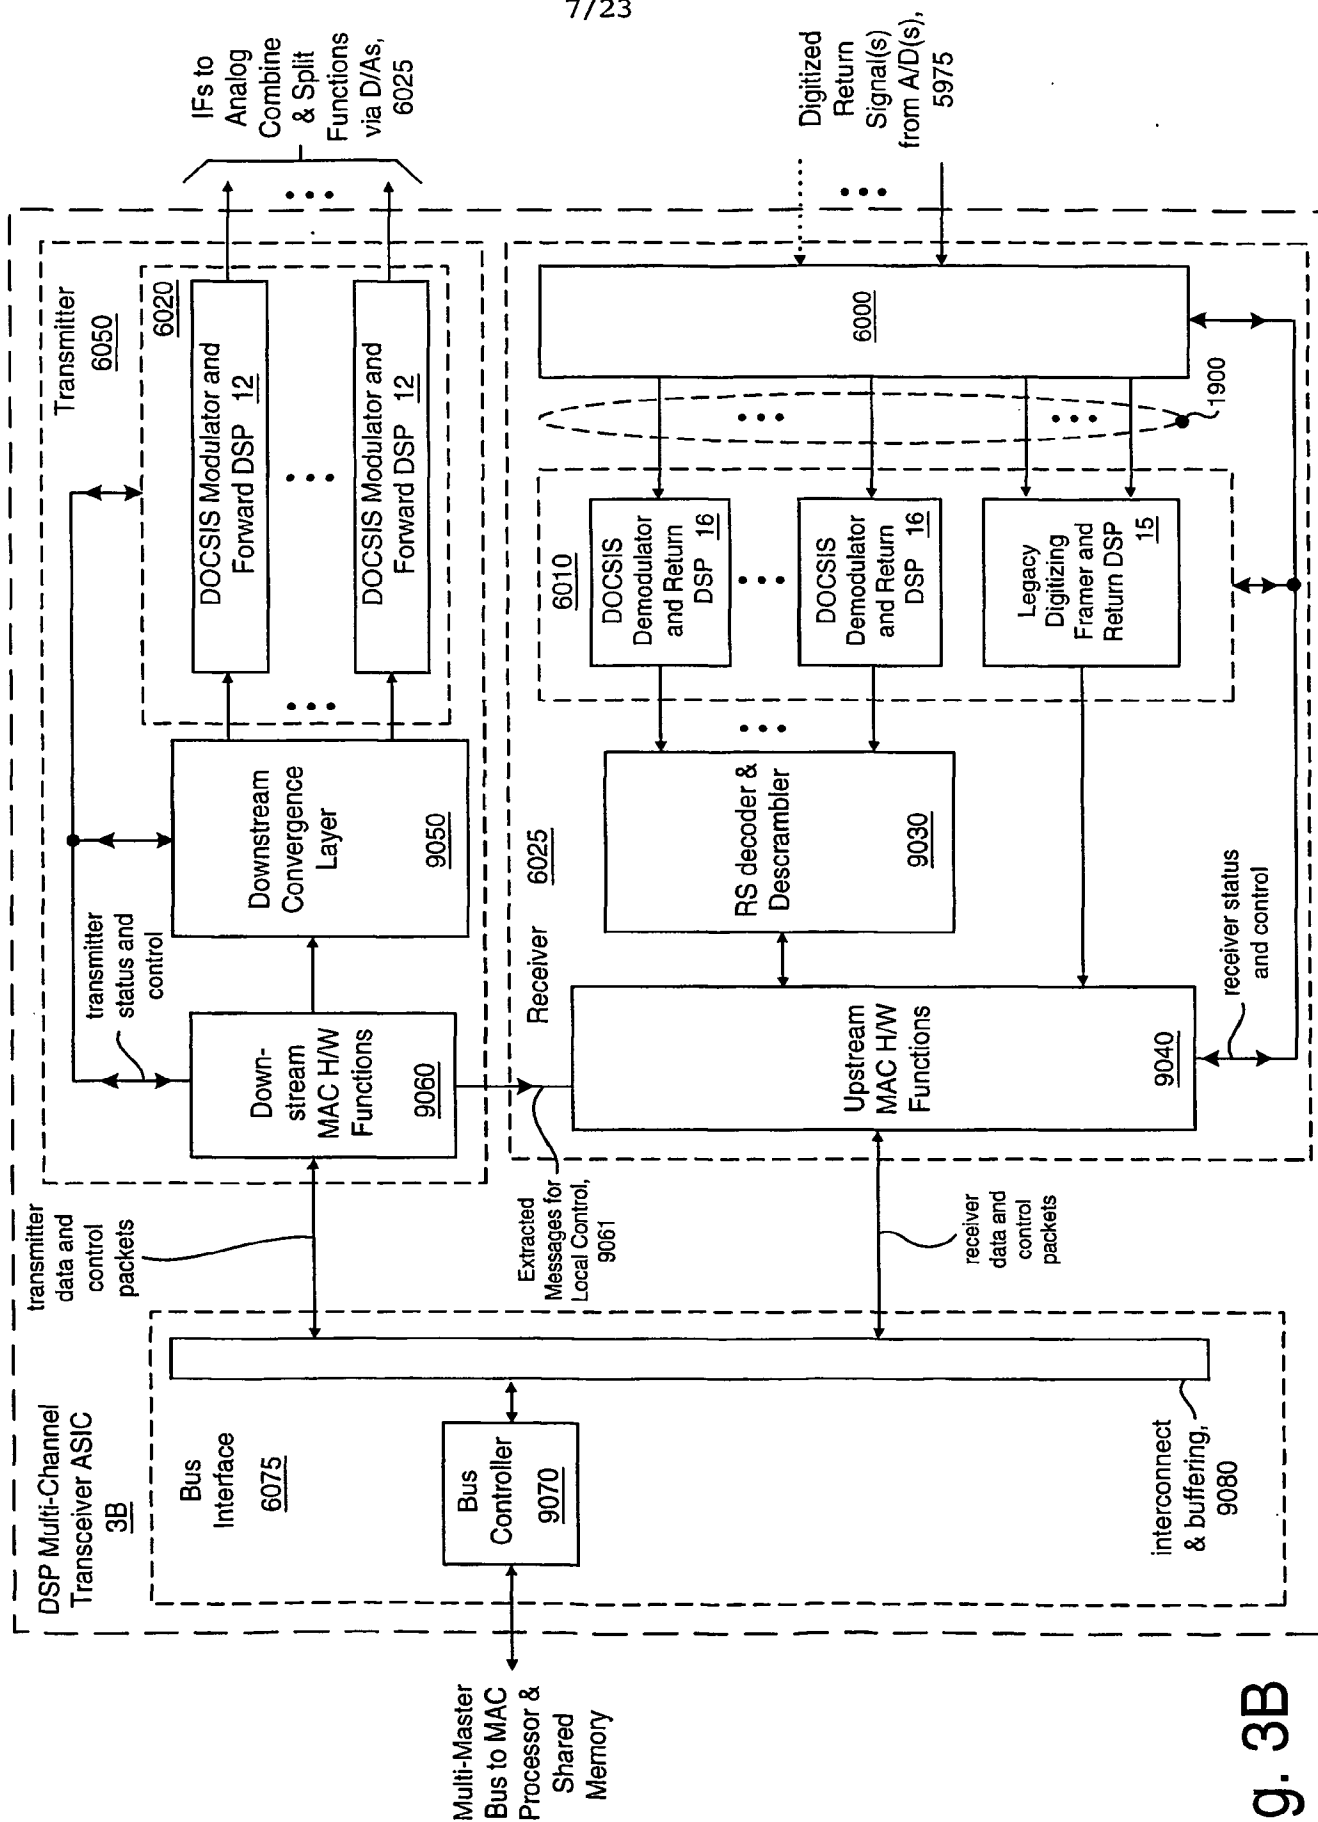 7/23
DSP Multi-Channel
Transceiver ASIC
3B
Multi-Master
Bus to MAC
Processor &
Shared
Memory
Bus
Interface
6075
Bus
Controller
9070
interconnect
& buffering,
9080
transmitter
data and
control
packets
Extracted
Messages for
Local Control,
9061
receiver
data and
control
packets
Transmitter
6050
transmitter
status and
control
Down-
stream
MAC H/W
Functions
9060
Downstream
Convergence
Layer
9050
6020
DOCSIS Modulator and
Forward DSP 12
DOCSIS Modulator and
Forward DSP 12
IFs to
Analog
Combine
& Split
Functions
via D/As,
6025
Receiver 6025
Upstream
MAC H/W
Functions
9040
RS decoder &
Descrambler
9030
6010
DOCSIS
Demodulator
and Return
DSP 16
DOCSIS
Demodulator
and Return
DSP 16
Legacy
Digitizing
Framer and
Return DSP
15
6000
1900
Digitized
Return
Signal(s)
from A/D(s),
5975
receiver status
and control
g. 3B